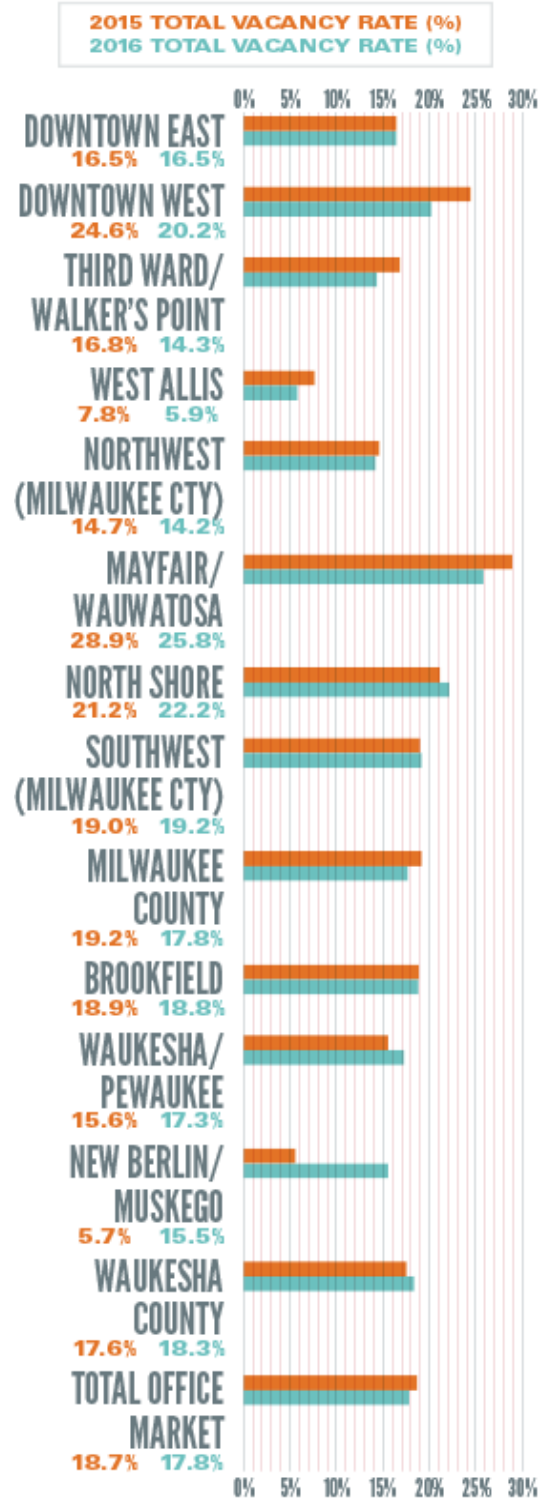 2015 TOTAL VACANCY RATE (%)
2016 TOTAL VACANCY RATE (%)
0% 5% 10% 15% 20% 25% 30%
DOWNTOWN EAST
16.5% 16.5%
DOWNTOWN WEST
24.6% 20.2%
THIRD WARD/
WALKER'S POINT
16.8% 14.3%
WEST ALLIS
7.8% 5.9%
NORTHWEST
(MILWAUKEE CTY)
14.7% 14.2%
MAYFAIR/
WAUWATOSA
28.9% 25.8%
NORTH SHORE
21.2% 22.2%
SOUTHWEST
(MILWAUKEE CTY)
19.0% 19.2%
MILWAUKEE
COUNTY
19.2% 17.8%
BROOKFIELD
18.9% 18.8%
WAUKESHA/
PEWAUKEE
15.6% 17.3%
NEW BERLIN/
MUSKEGO
5.7% 15.5%
WAUKESHA
COUNTY
17.6% 18.3%
TOTAL OFFICE
MARKET
18.7% 17.8%
0% 5% 10% 15% 20% 25% 30%